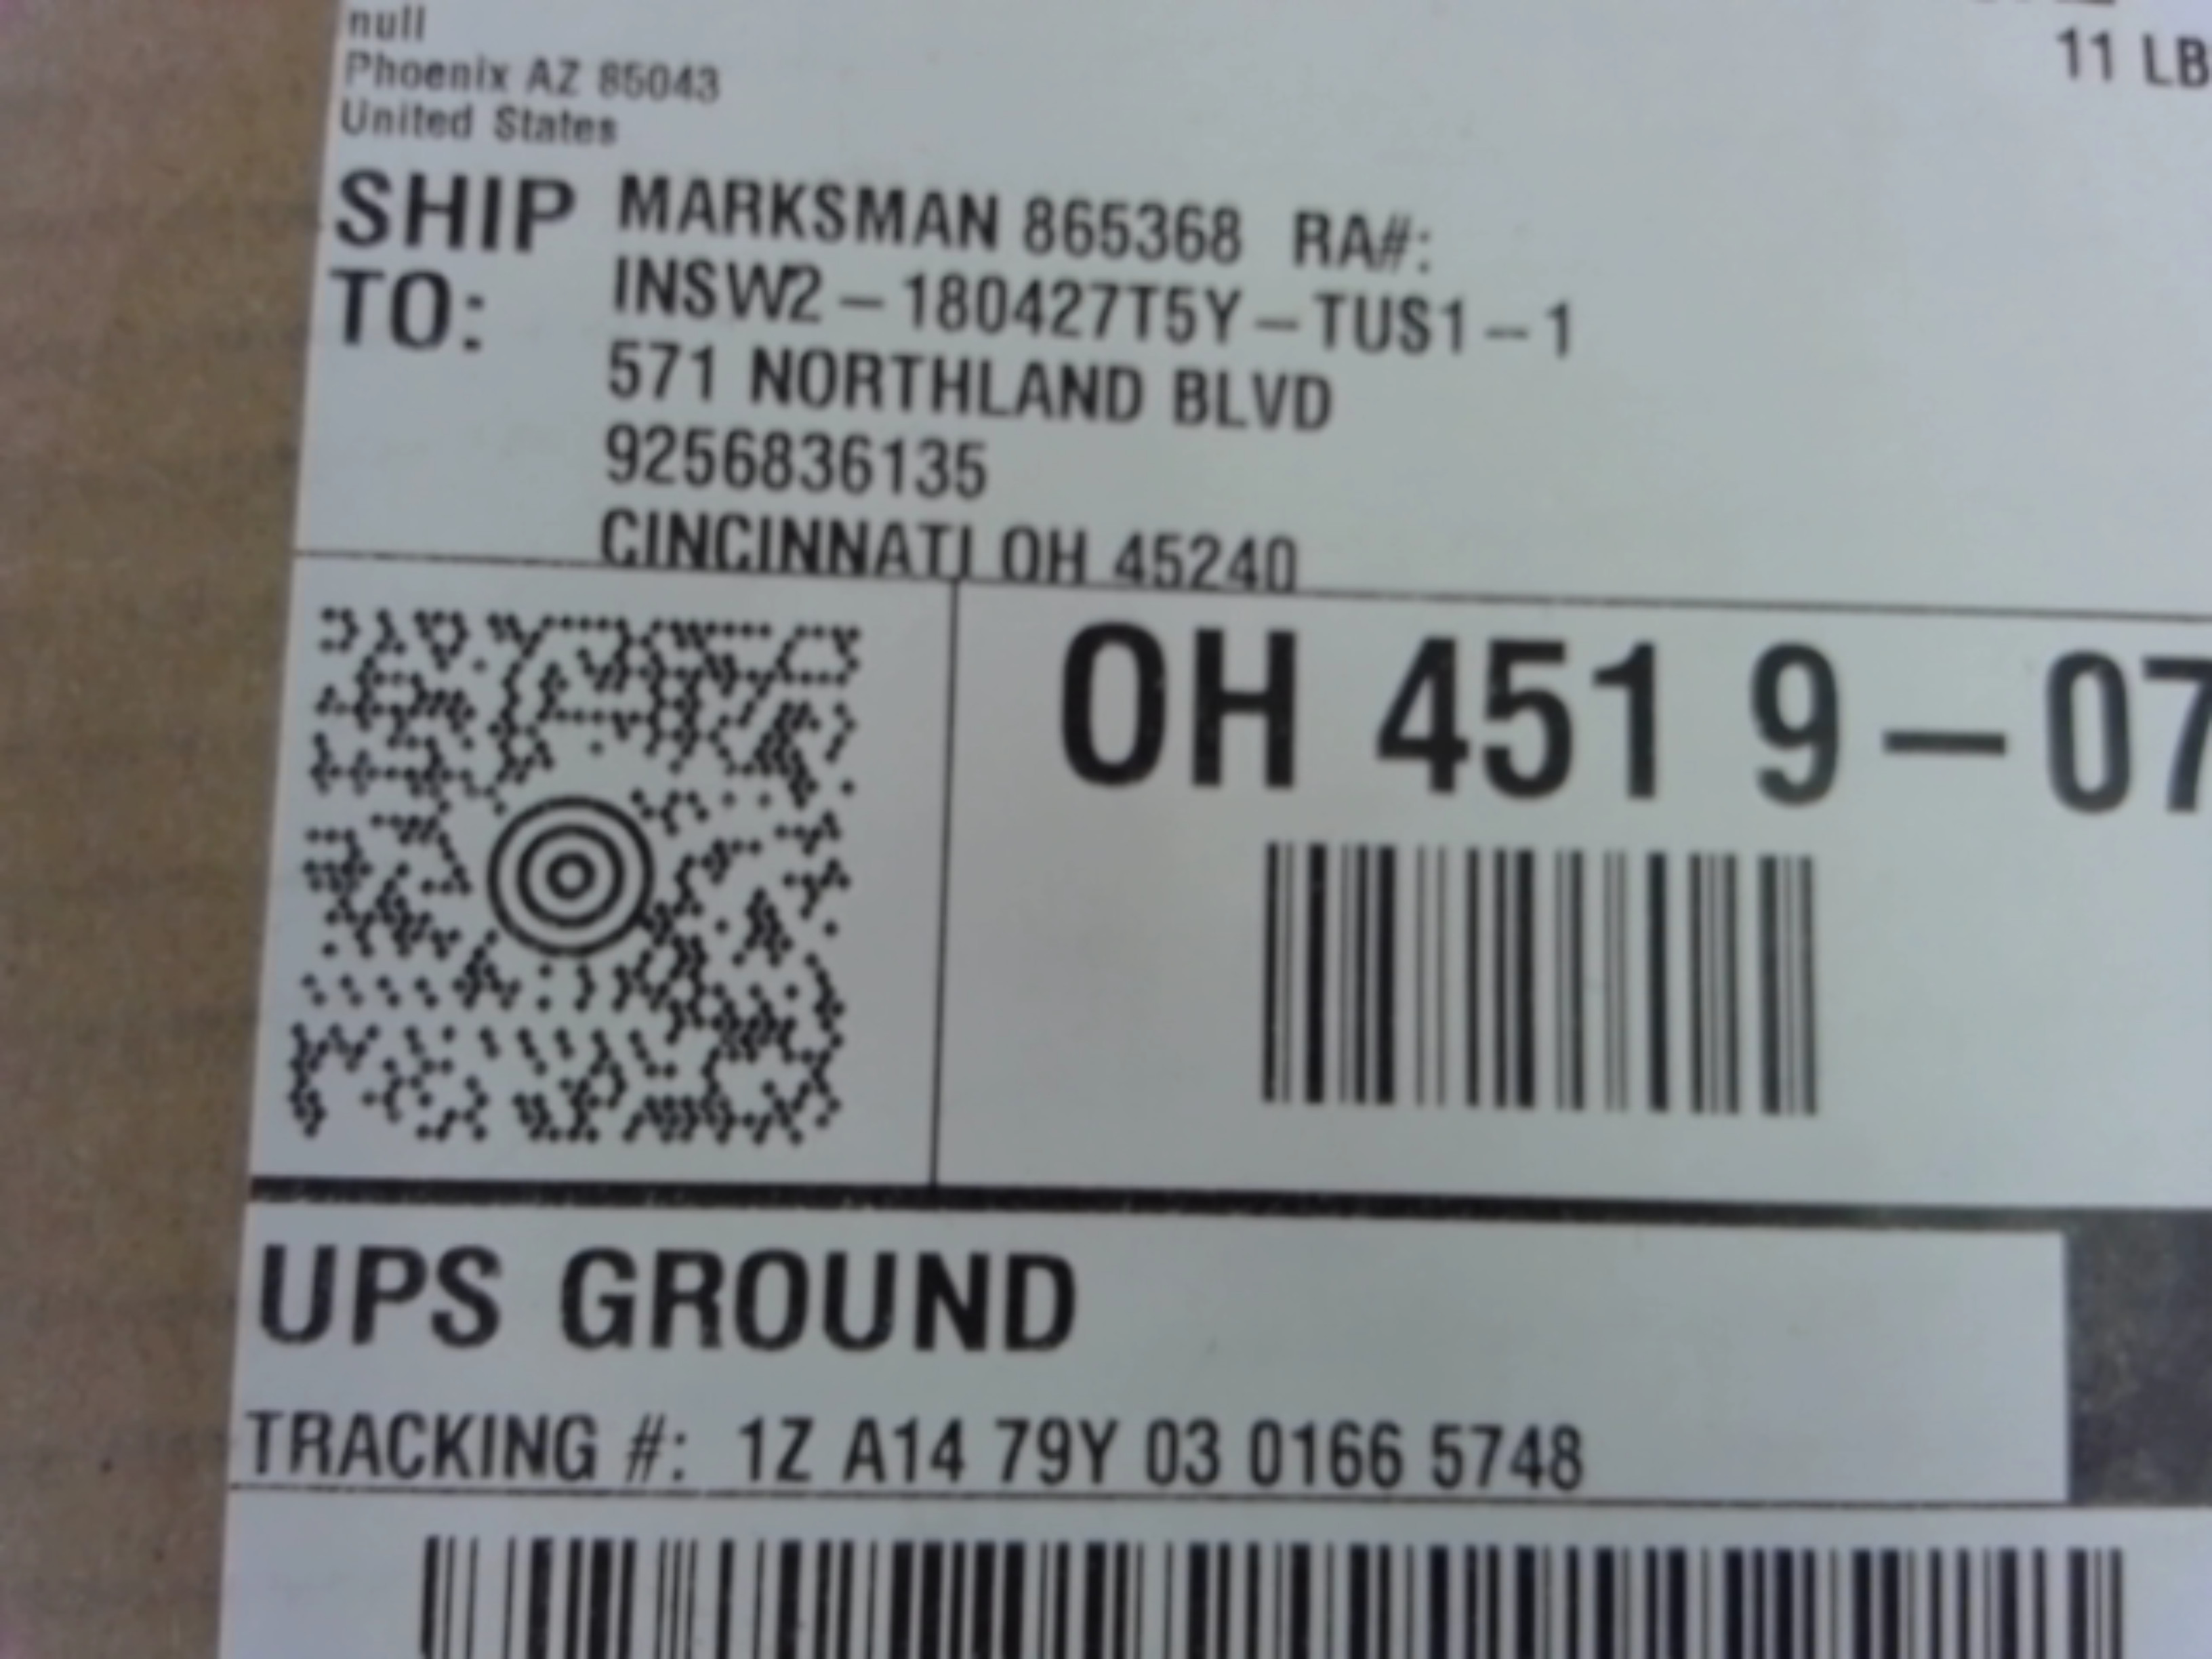 null
11 LB
Phoenix AZ 85043
United States
SHIP TO:
MARKSMAN 865368 RA#:
INSW2-180427T5Y-TUS1-1
571 NORTHLAND BLVD
9256836135
CINCINNATI OH 45240
OH 451 9-07
UPS GROUND
TRACKING #: 1Z A14 79Y 03 0166 5748